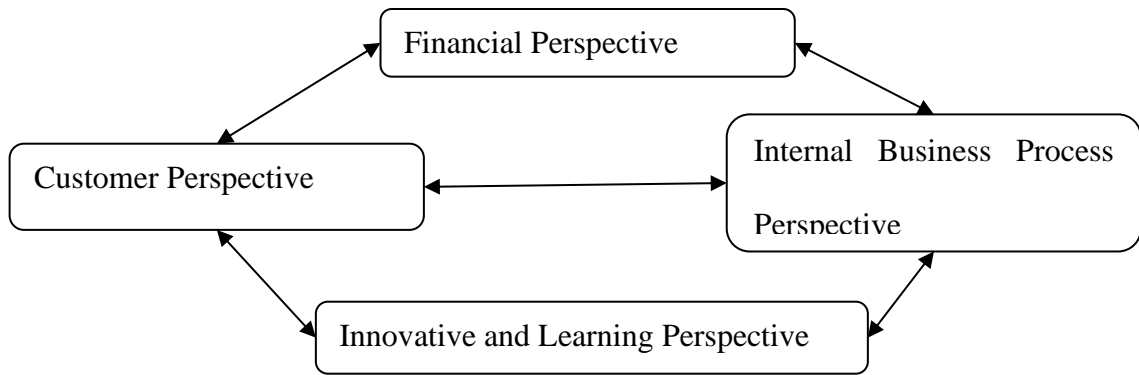 Financial Perspective
Customer Perspective
Internal Business Process
Perspective
Innovative and Learning Perspective